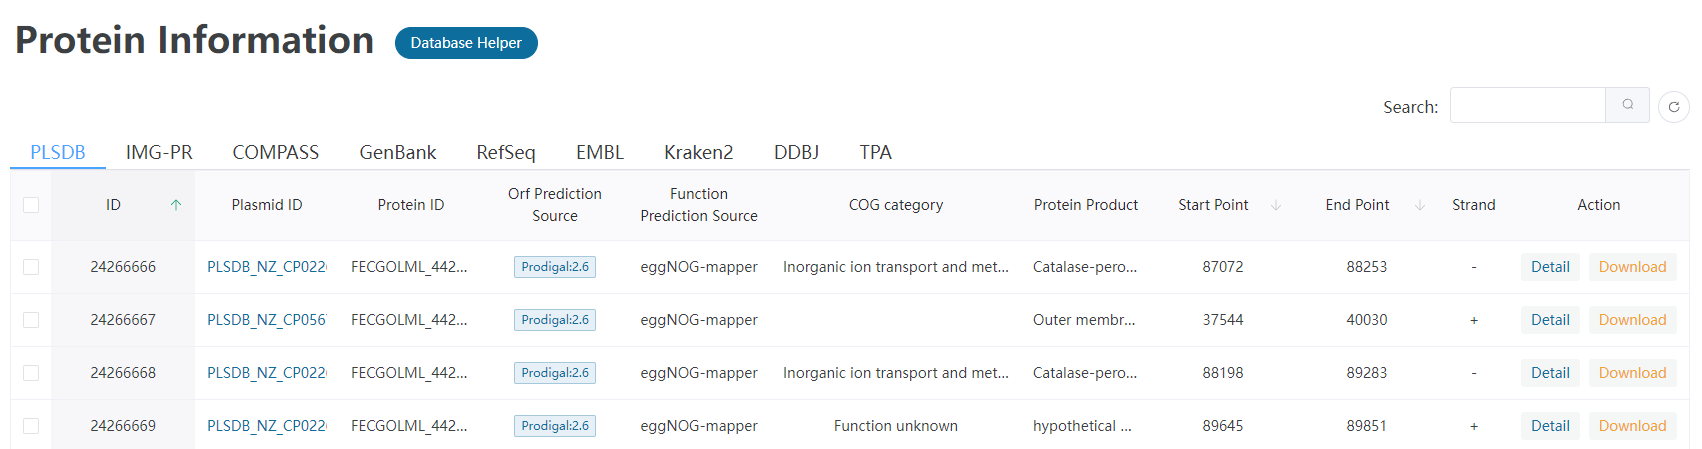 Protein Information Database Helper
Search:
PLSDB IMG-PR COMPASS GenBank RefSeq EMBL Kraken2 DDBJ TPA
ID Plasmid ID Protein ID Orf Prediction Source Function Prediction Source COG category Protein Product Start Point End Point Strand Action
24266666 PLSDB_NZ_CP022 FECGOLML_442... Prodigal:2.6 eggNOG-mapper Inorganic ion transport and met... Catalase-pero... 87072 88253 - Detail Download
24266667 PLSDB_NZ_CP056 FECGOLML_442... Prodigal:2.6 eggNOG-mapper Outer membr... 37544 40030 + Detail Download
24266668 PLSDB_NZ_CP022 FECGOLML_442... Prodigal:2.6 eggNOG-mapper Inorganic ion transport and met... Catalase-pero... 88198 89283 - Detail Download
24266669 PLSDB_NZ_CP022 FECGOLML_442... Prodigal:2.6 eggNOG-mapper Function unknown hypothetical ... 89645 89851 + Detail Download